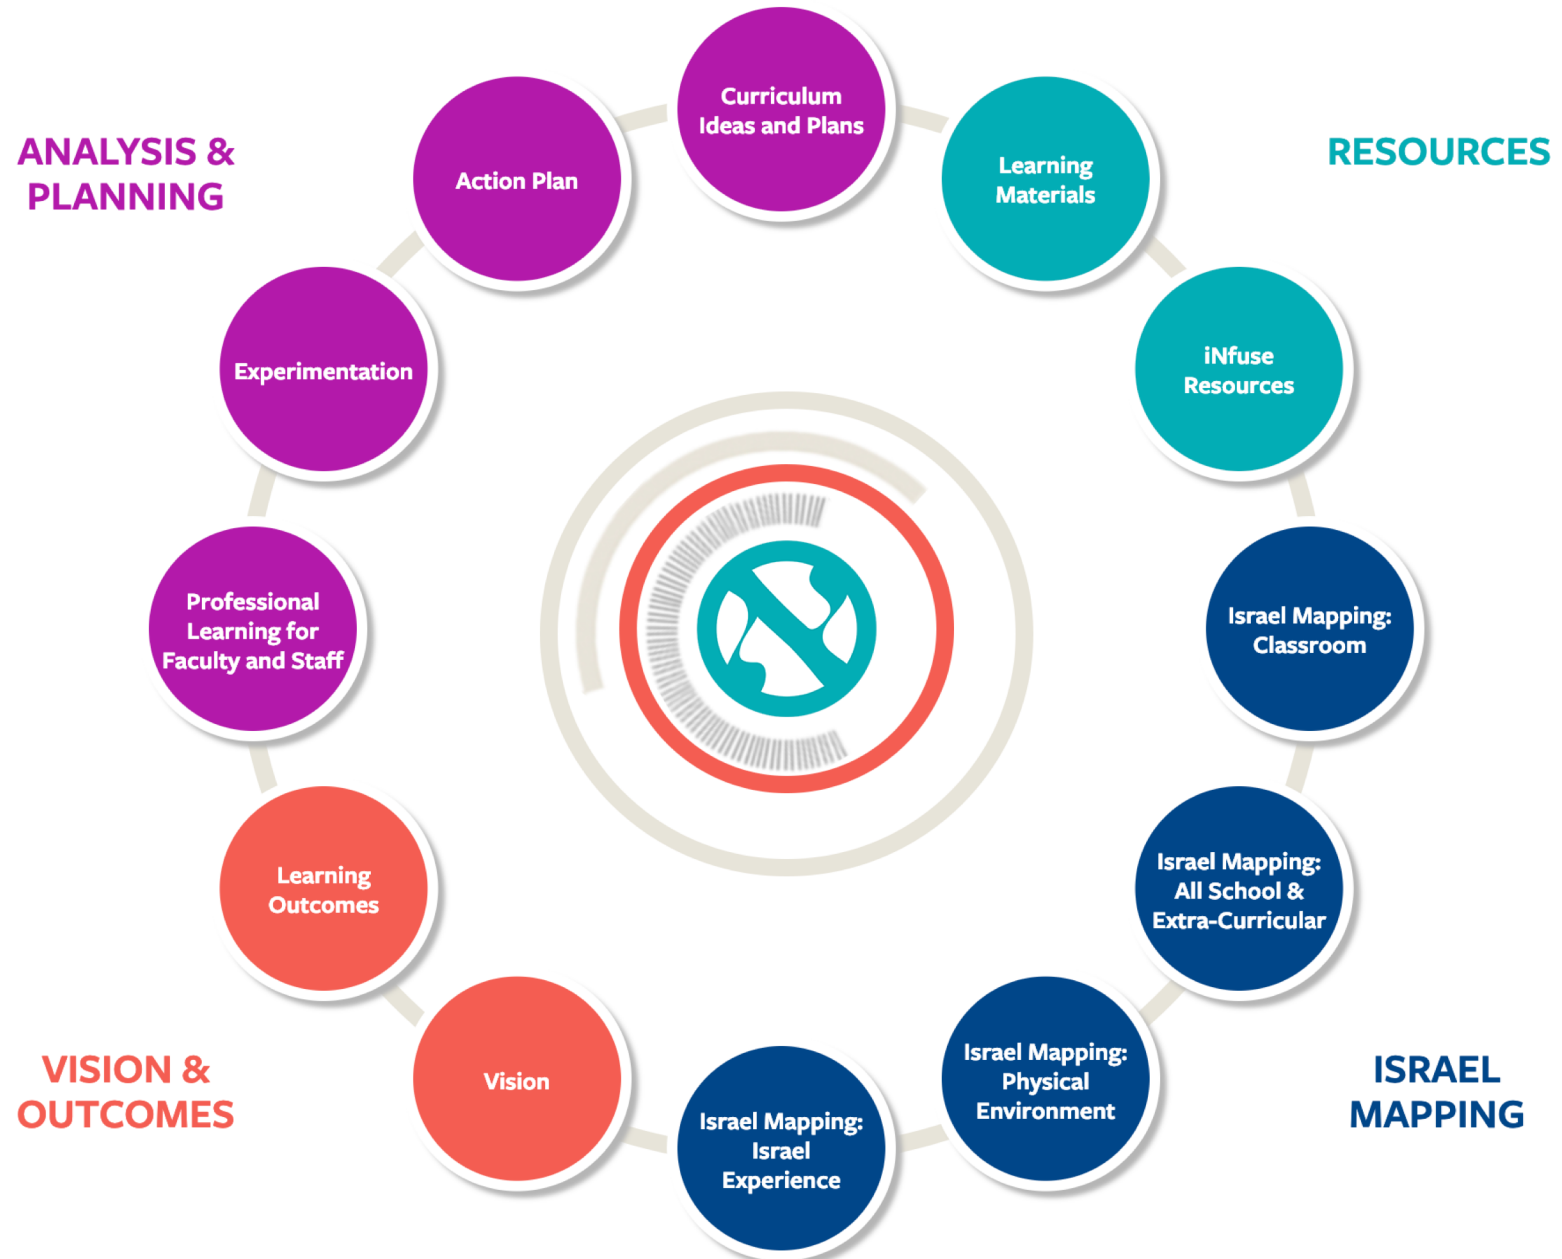 ANALYSIS &
PLANNING
Curriculum
Ideas and Plans
Action Plan
Learning
Materials
RESOURCES
Experimentation
iNfuse
Resources
Professional
Learning for
Faculty and Staff
Israel Mapping:
Classroom
Learning
Outcomes
Israel Mapping:
All School &
Extra-Curricular
VISION &
OUTCOMES
Vision
Israel Mapping:
Israel
Experience
Israel Mapping:
Physical
Environment
ISRAEL
MAPPING